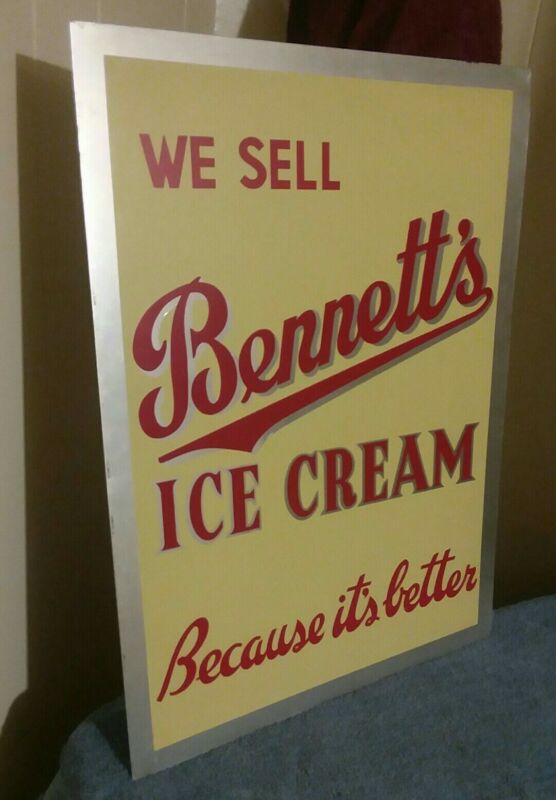 WE SELL
Bennett's
ICE CREAM
Because it's better